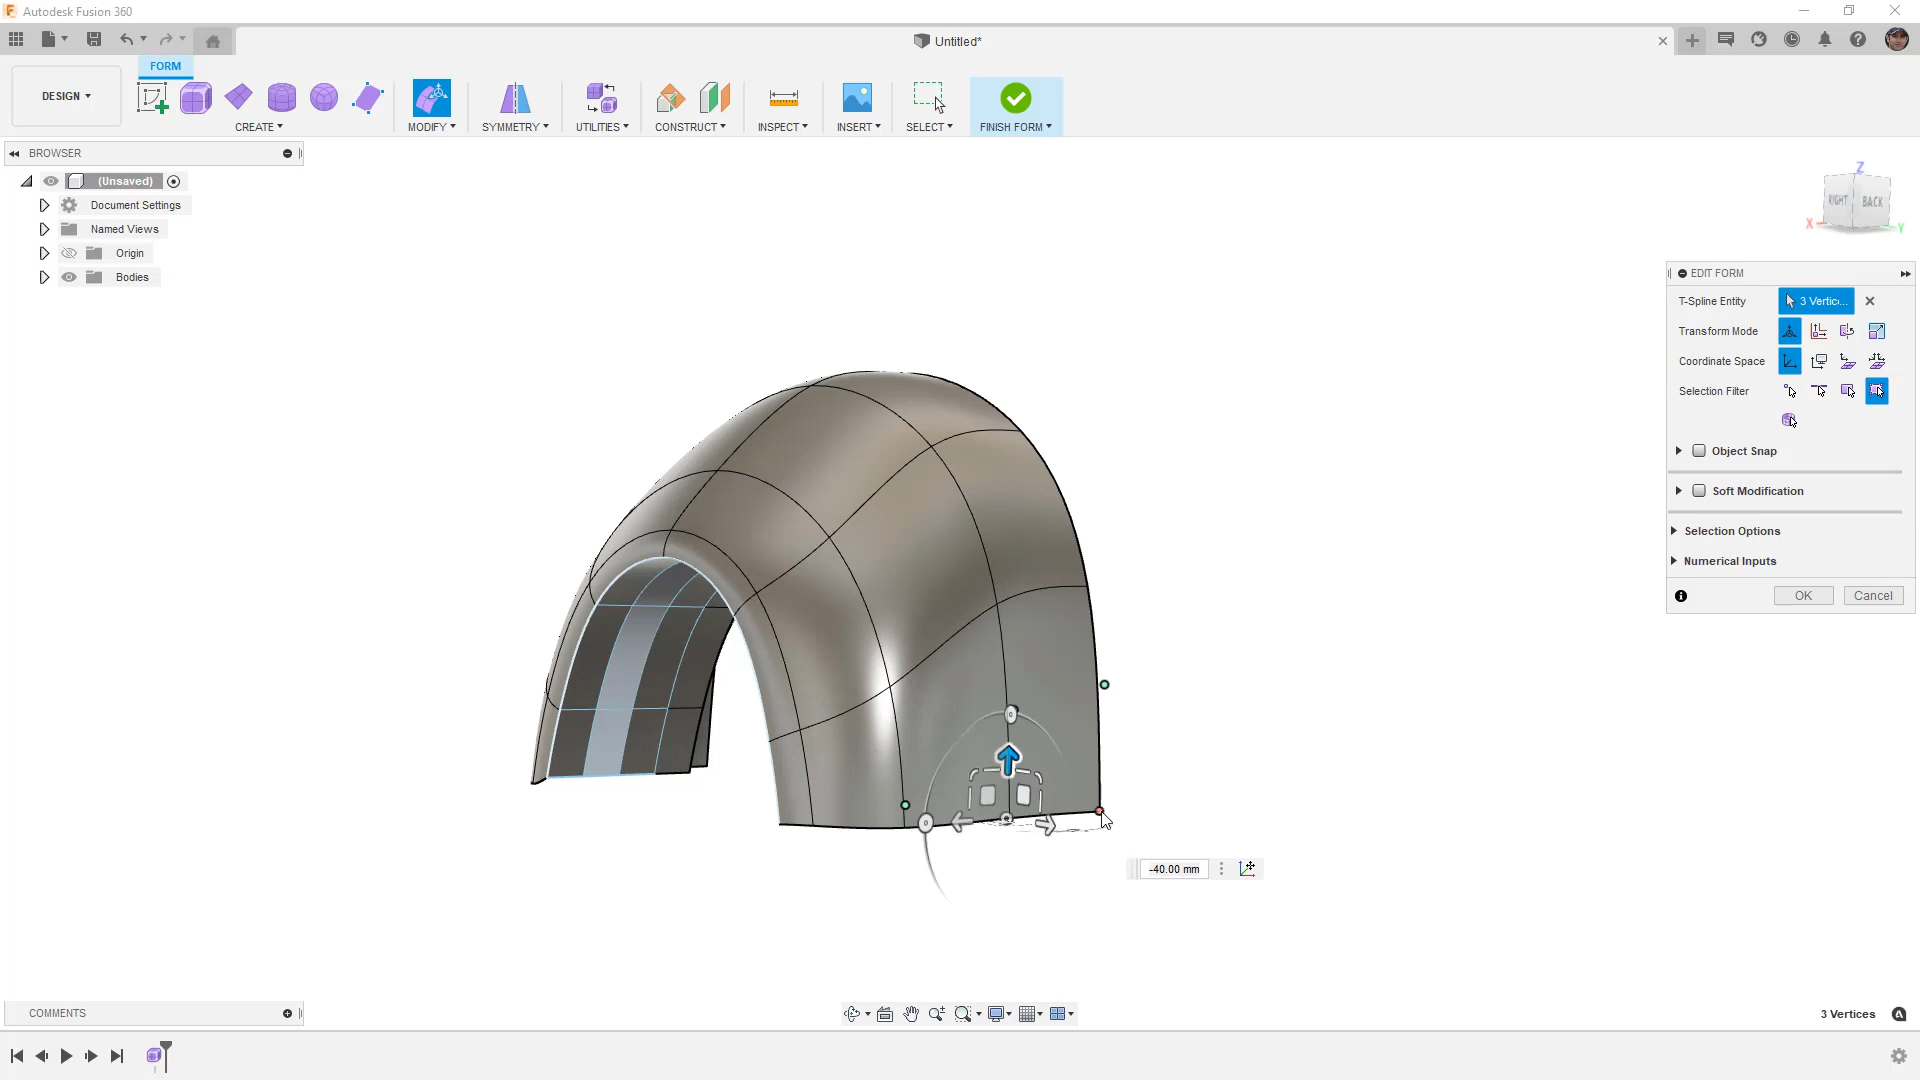 Autodesk Fusion 360
Untitled*
FORM
DESIGN
CREATE
MODIFY
SYMMETRY
UTILITIES
CONSTRUCT
INSPECT
INSERT
SELECT
FINISH FORM
BROWSER
(Unsaved)
Document Settings
Named Views
Origin
Bodies
Z
RIGHT
BACK
X
Y
EDIT FORM
T-Spline Entity
3 Vertic...
Transform Mode
Coordinate Space
Selection Filter
Object Snap
Soft Modification
Selection Options
Numerical Inputs
OK
Cancel
-40.00 mm
COMMENTS
3 Vertices